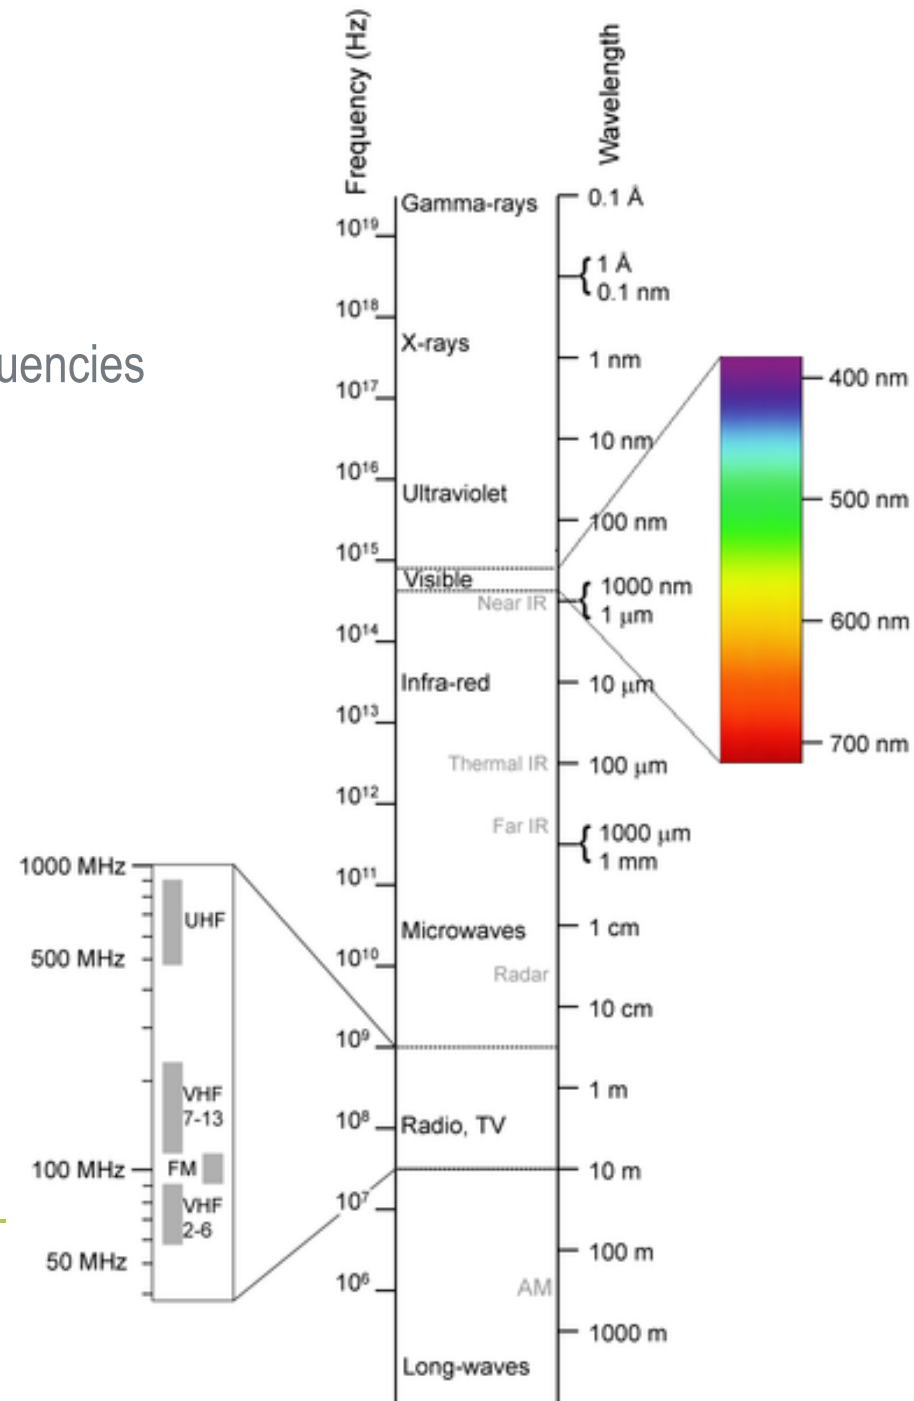 Frequency (Hz)
Wavelength
Gamma-rays
0.1 Å
10¹⁹
1 Å
0.1 nm
10¹⁸
X-rays
1 nm
uencies
400 nm
10¹⁷
10 nm
10¹⁶
Ultraviolet
500 nm
100 nm
10¹⁵
Visible
1000 nm
Near IR
1 µm
600 nm
10¹⁴
Infra-red
10 µm
10¹³
700 nm
Thermal IR
100 µm
10¹²
Far IR
1000 µm
1 mm
1000 MHz
10¹¹
UHF
Microwaves
1 cm
500 MHz
10¹⁰
Radar
10 cm
10⁹
1 m
VHF
7-13
10⁸
Radio, TV
100 MHz
FM
10 m
10⁷
VHF
2-6
100 m
50 MHz
10⁶
AM
1000 m
Long-waves